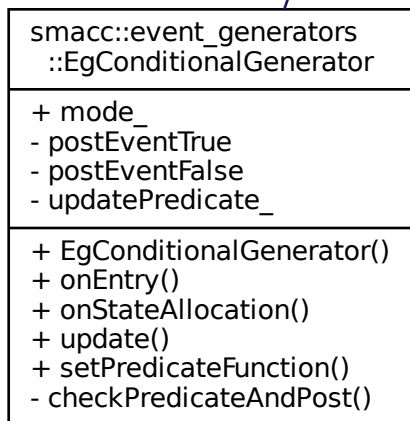 smacc::event_generators
::EgConditionalGenerator
+ mode_
- postEventTrue
- postEventFalse
- updatePredicate_
+ EgConditionalGenerator()
+ onEntry()
+ onStateAllocation()
+ update()
+ setPredicateFunction()
- checkPredicateAndPost()